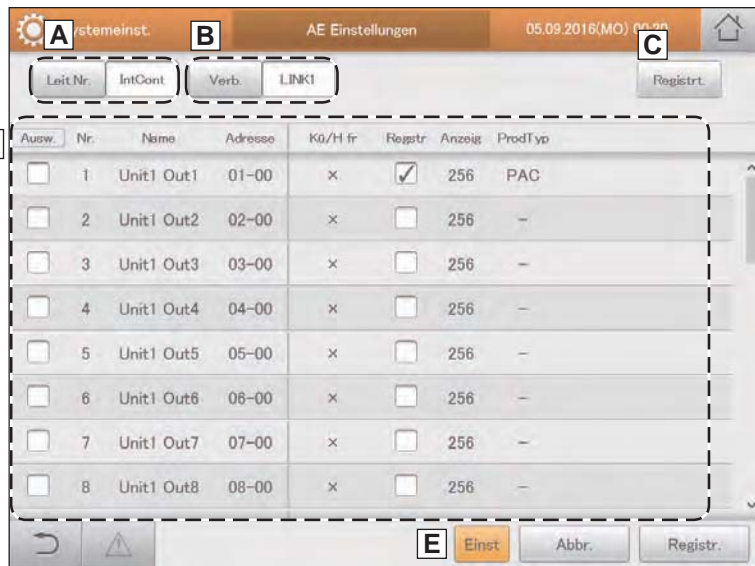 A
ystemeinst.
B
AE Einstellungen
05.09.2016(MO) 00:20
C
Leit Nr. IntCont Verb. LINK1 Registrt.
Ausw. Nr. Name Adresse Kü/H fr Regstr Anzeig ProdTyp
1 Unit1 Out1 01-00 × ✓ 256 PAC
2 Unit1 Out2 02-00 × 256 -
3 Unit1 Out3 03-00 × 256 -
4 Unit1 Out4 04-00 × 256 -
5 Unit1 Out5 05-00 × 256 -
6 Unit1 Out6 06-00 × 256 -
7 Unit1 Out7 07-00 × 256 -
8 Unit1 Out8 08-00 × 256 -
E Einst Abbr. Registr.